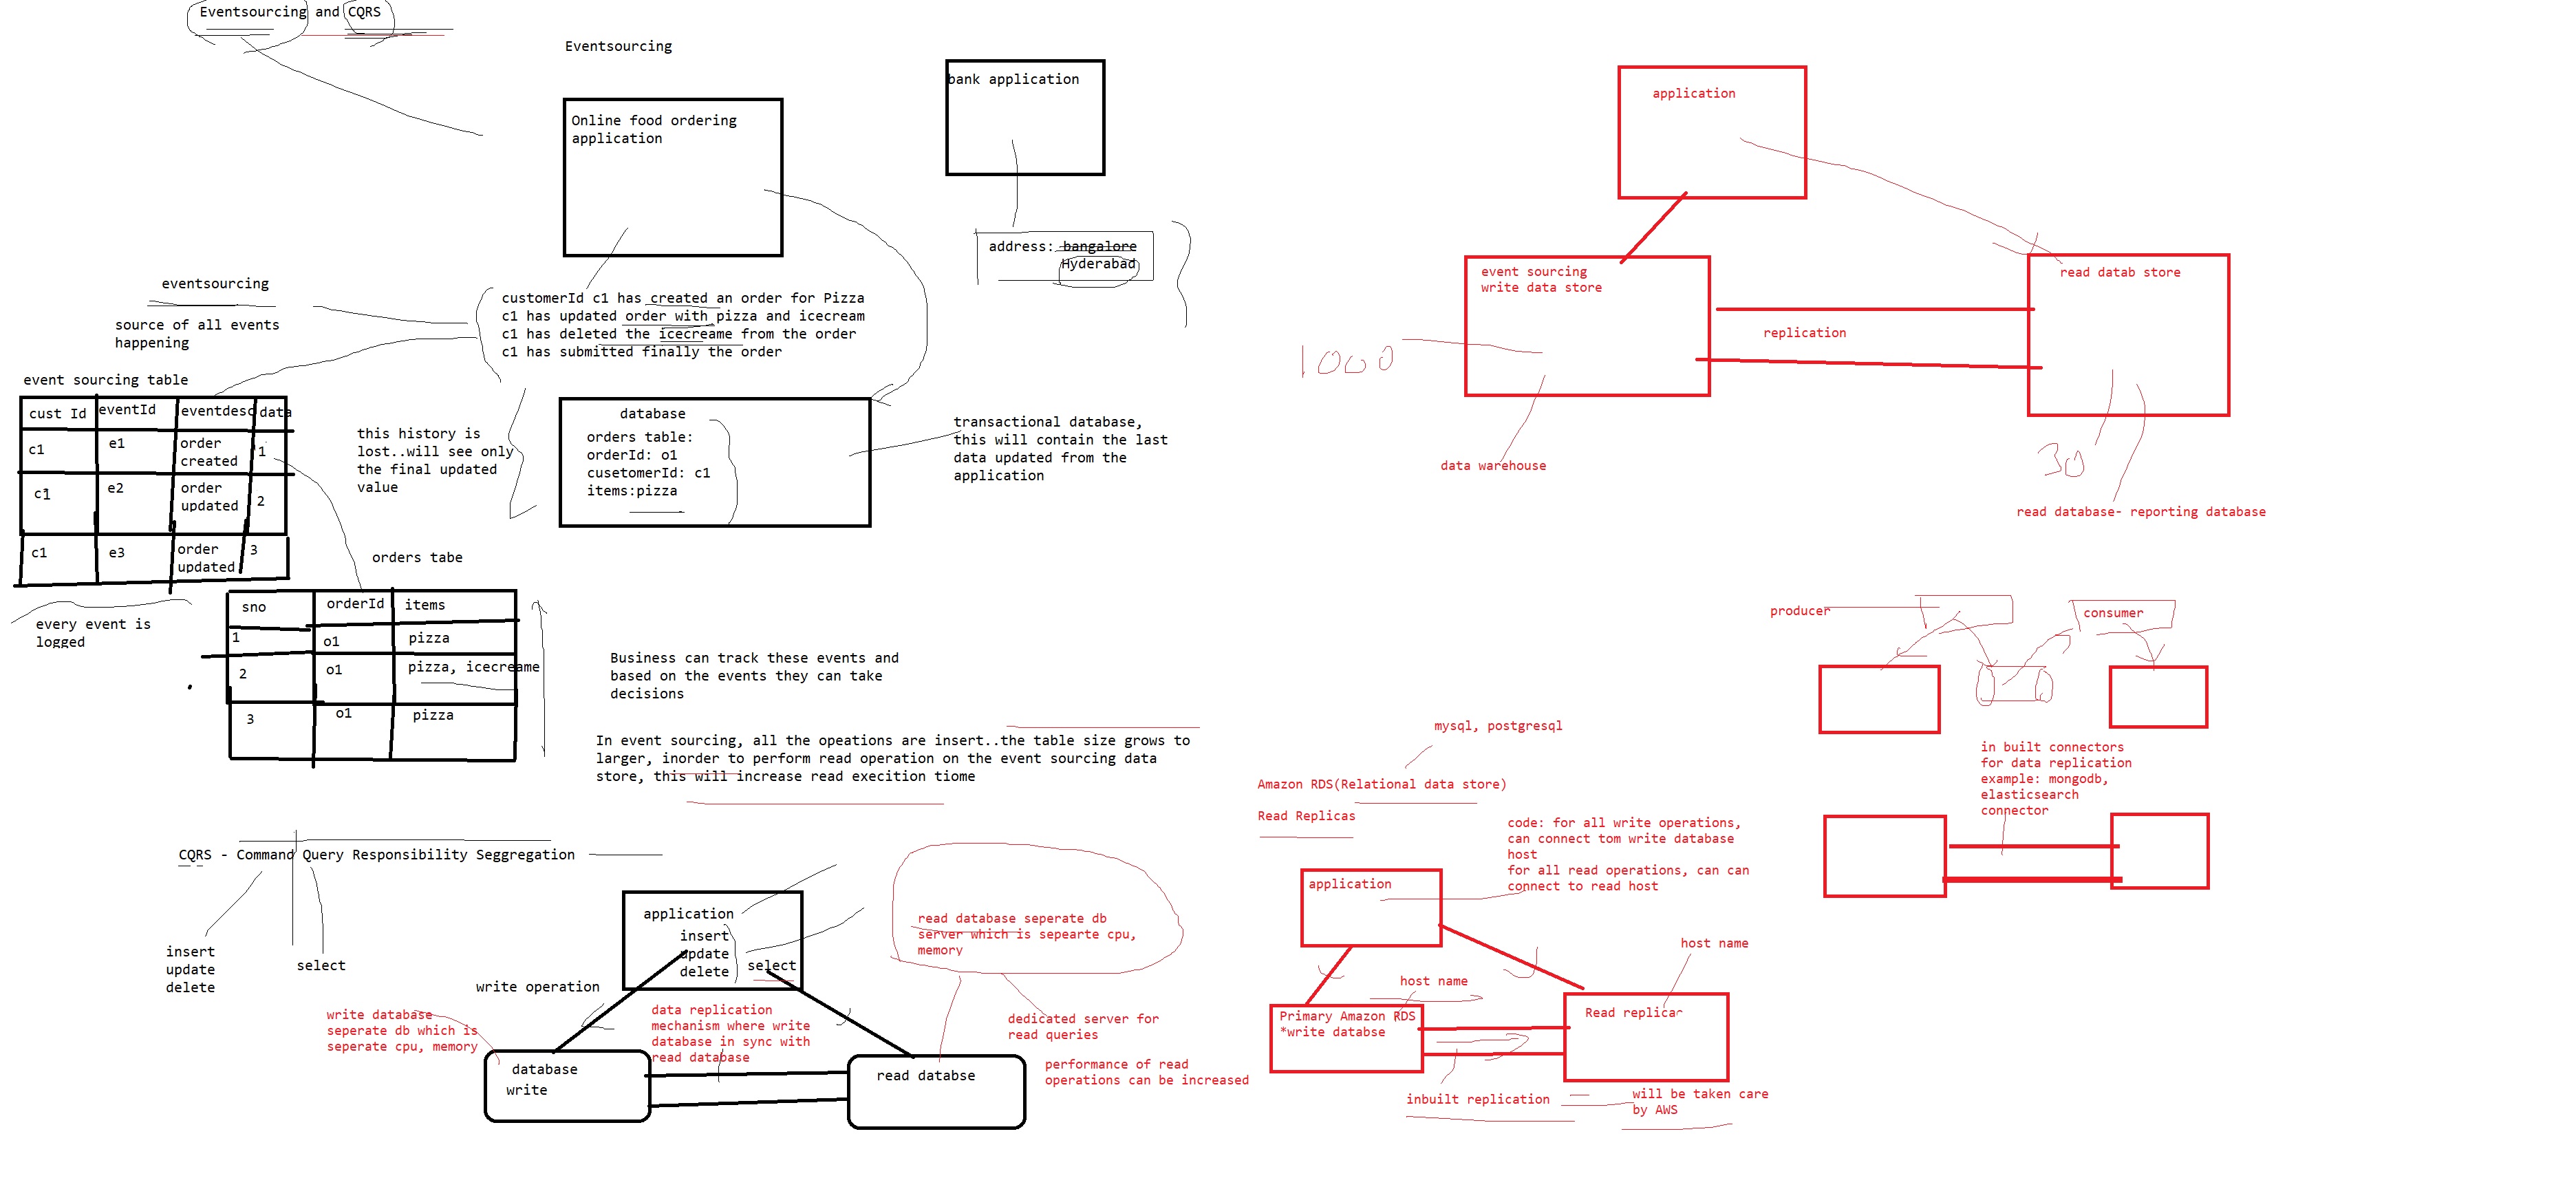 Eventsourcing and CQRS
Eventsourcing
bank application
Online food ordering
application
address: bangalore
Hyderabad
eventsourcing
source of all events
happening
customerId c1 has created an order for Pizza
c1 has updated order with pizza and icecream
c1 has deleted the icecreame from the order
c1 has submitted finally the order
event sourcing table
cust Id eventId eventdesc data
c1 e1 order
created 1
c1 e2 order
updated 2
c1 e3 order
updated 3
every event is
logged
this history is
lost..will see only
the final updated
value
database
orders table:
orderId: o1
cusetomerId: c1
items:pizza
transactional database,
this will contain the last
data updated from the
application
orders tabe
sno orderId items
1 o1 pizza
2 o1 pizza, icecreame
3 o1 pizza
Business can track these events and
based on the events they can take
decisions
In event sourcing, all the opeations are insert..the table size grows to
larger, inorder to perform read operation on the event sourcing data
store, this will increase read execition tiome
CQRS - Command Query Responsibility Seggregation
insert
update
delete
select
application
insert
update
delete
select
write operation
write database
seperate db which is
seperate cpu, memory
data replication
mechanism where write
database in sync with
read database
database
write
read databse
read database seperate db
server which is sepearte cpu,
memory
dedicated server for
read queries
performance of read
operations can be increased
application
event sourcing
write data store
read datab store
replication
1000
data warehouse
30
read database- reporting database
producer
consumer
in built connectors
for data replication
example: mongodb,
elasticsearch
connector
mysql, postgresql
Amazon RDS(Relational data store)
Read Replicas
code: for all write operations,
can connect tom write database
host
for all read operations, can can
connect to read host
application
host name
host name
Primary Amazon RDS
*write databse
Read replicar
inbuilt replication
will be taken care
by AWS